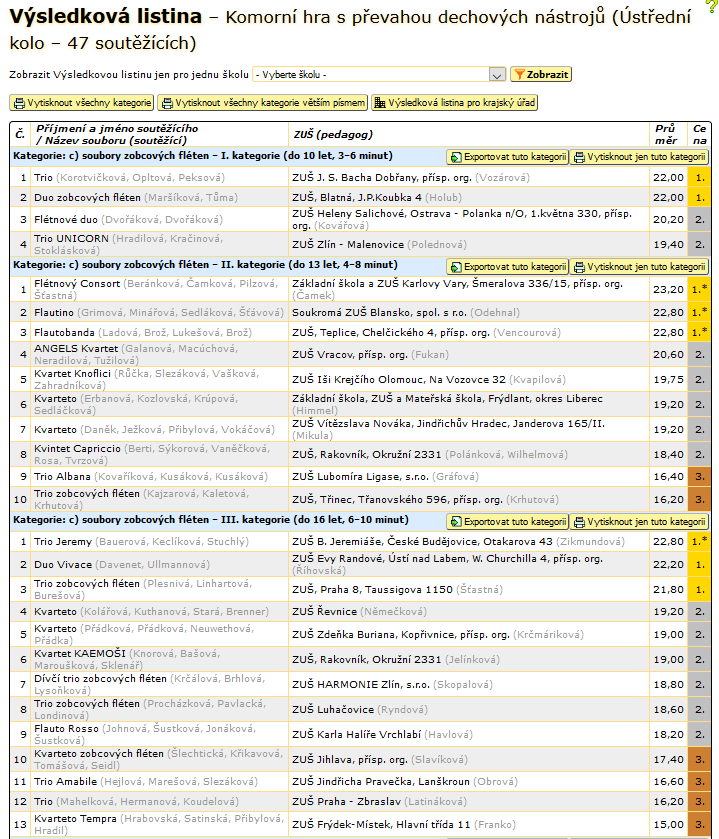 Výsledková listina – Komorní hra s převahou dechových nástrojů (Ústřední
kolo – 47 soutěžících)
?
Zobrazit Výsledkovou listinu jen pro jednu školu - Vyberte školu - Zobrazit
Vytisknout všechny kategorie Vytisknout všechny kategorie větším písmem Výsledková listina pro krajský úřad
Č. Příjmení a jméno soutěžícího / Název souboru (soutěžící) ZUŠ (pedagog) Prů měr Ce na
Kategorie: c) soubory zobcových fléten – I. kategorie (do 10 let, 3–6 minut) Exportovat tuto kategorii Vytisknout jen tuto kategorii
1 Trio (Korotvičková, Opltová, Peksová) ZUŠ J. S. Bacha Dobřany, přísp. org. (Vozárová) 22,00 1.
2 Duo zobcových fléten (Maršíková, Tůma) ZUŠ, Blatná, J.P.Koubka 4 (Holub) 22,00 1.
3 Flétnové duo (Dvořáková, Dvořáková) ZUŠ Heleny Salichové, Ostrava - Polanka n/O, 1.května 330, přísp. org. (Kovářová) 20,20 2.
4 Trio UNICORN (Hradilová, Kračinová, Stoklásková) ZUŠ Zlín - Malenovice (Polednová) 19,40 2.
Kategorie: c) soubory zobcových fléten – II. kategorie (do 13 let, 4–8 minut) Exportovat tuto kategorii Vytisknout jen tuto kategorii
1 Flétnový Consort (Beránková, Čamková, Pilzová, Šťastná) Základní škola a ZUŠ Karlovy Vary, Šmeralova 336/15, přísp. org. (Čamek) 23,20 1.*
2 Flautino (Grimová, Minářová, Sedláková, Šťávová) Soukromá ZUŠ Blansko, spol. s r.o. (Odehnal) 22,80 1.*
3 Flautobanda (Ladová, Brož, Lukešová, Brož) ZUŠ, Teplice, Chelčického 4, přísp. org. (Vencourová) 22,80 1.*
4 ANGELS Kvartet (Galanová, Macúchová, Neradilová, Tužilová) ZUŠ Vracov, přísp. org. (Fukan) 20,60 2.
5 Kvartet Knoflici (Růčka, Slezáková, Vašková, Zahradníková) ZUŠ Iši Krejčího Olomouc, Na Vozovce 32 (Kvapilová) 19,75 2.
6 Kvarteto (Erbanová, Kozlovská, Krúpová, Sedláčková) Základní škola, ZUŠ a Mateřská škola, Frýdlant, okres Liberec (Himmel) 19,20 2.
7 Kvarteto (Daněk, Ježková, Přibylová, Vokáčová) ZUŠ Vítězslava Nováka, Jindřichův Hradec, Janderova 165/II. (Mikula) 19,20 2.
8 Kvintet Capriccio (Berti, Sýkorová, Vaněčková, Rosa, Tvrzová) ZUŠ, Rakovník, Okružní 2331 (Polánková, Wilhelmová) 18,40 2.
9 Trio Albana (Kovaříková, Kusáková, Kusáková) ZUŠ Lubomíra Ligase, s.r.o. (Gráfová) 16,40 3.
10 Trio zobcových fléten (Kajzarová, Kaletová, Krhutová) ZUŠ, Třinec, Třanovského 596, přísp. org. (Krhutová) 16,20 3.
Kategorie: c) soubory zobcových fléten – III. kategorie (do 16 let, 6–10 minut) Exportovat tuto kategorii Vytisknout jen tuto kategorii
1 Trio Jeremy (Bauerová, Keclíková, Stuchlý) ZUŠ B. Jeremiáše, České Budějovice, Otakarova 43 (Zikmundová) 22,80 1.*
2 Duo Vivace (Davenet, Ullmannová) ZUŠ Evy Randové, Ústí nad Labem, W. Churchilla 4, přísp. org. (Říhovská) 22,20 1.
3 Trio zobcových fléten (Plesnivá, Linhartová, Burešová) ZUŠ, Praha 8, Taussigova 1150 (Šťastná) 21,80 1.
4 Kvarteto (Kolářová, Kuthanová, Stará, Brenner) ZUŠ Řevnice (Němečková) 19,20 2.
5 Kvarteto (Přádková, Přádková, Neuwethová, Přádka) ZUŠ Zdeňka Buriana, Kopřivnice, přísp. org. (Krčmáriková) 19,00 2.
6 Kvartet KAEMOŠI (Knorová, Bašová, Maroušková, Sklenář) ZUŠ, Rakovník, Okružní 2331 (Jelínková) 19,00 2.
7 Dívčí trio zobcových fléten (Krčálová, Brhlová, Lysoňková) ZUŠ HARMONIE Zlín, s.r.o. (Skopalová) 18,80 2.
8 Trio zobcových fléten (Procházková, Pavlacká, Londinová) ZUŠ Luhačovice (Ryndová) 18,60 2.
9 Flauto Rosso (Johnová, Šustková, Jonáková, Šustková) ZUŠ Karla Halíře Vrchlabí (Havlová) 18,20 2.
10 Kvarteto zobcových fléten (Šlechtická, Křikavová, Tomášová, Seidl) ZUŠ Jihlava, přísp. org. (Slavíková) 17,40 3.
11 Trio Amabile (Hejlová, Marešová, Slezáková) ZUŠ Jindřicha Pravečka, Lanškroun (Obrová) 16,60 3.
12 Trio (Mahelková, Hermanová, Koudelová) ZUŠ Praha - Zbraslav (Latináková) 16,20 3.
13 Kvarteto Tempra (Hrabovská, Satinská, Přibylová, Hradil) ZUŠ Frýdek-Místek, Hlavní třída 11 (Franko) 15,00 3.